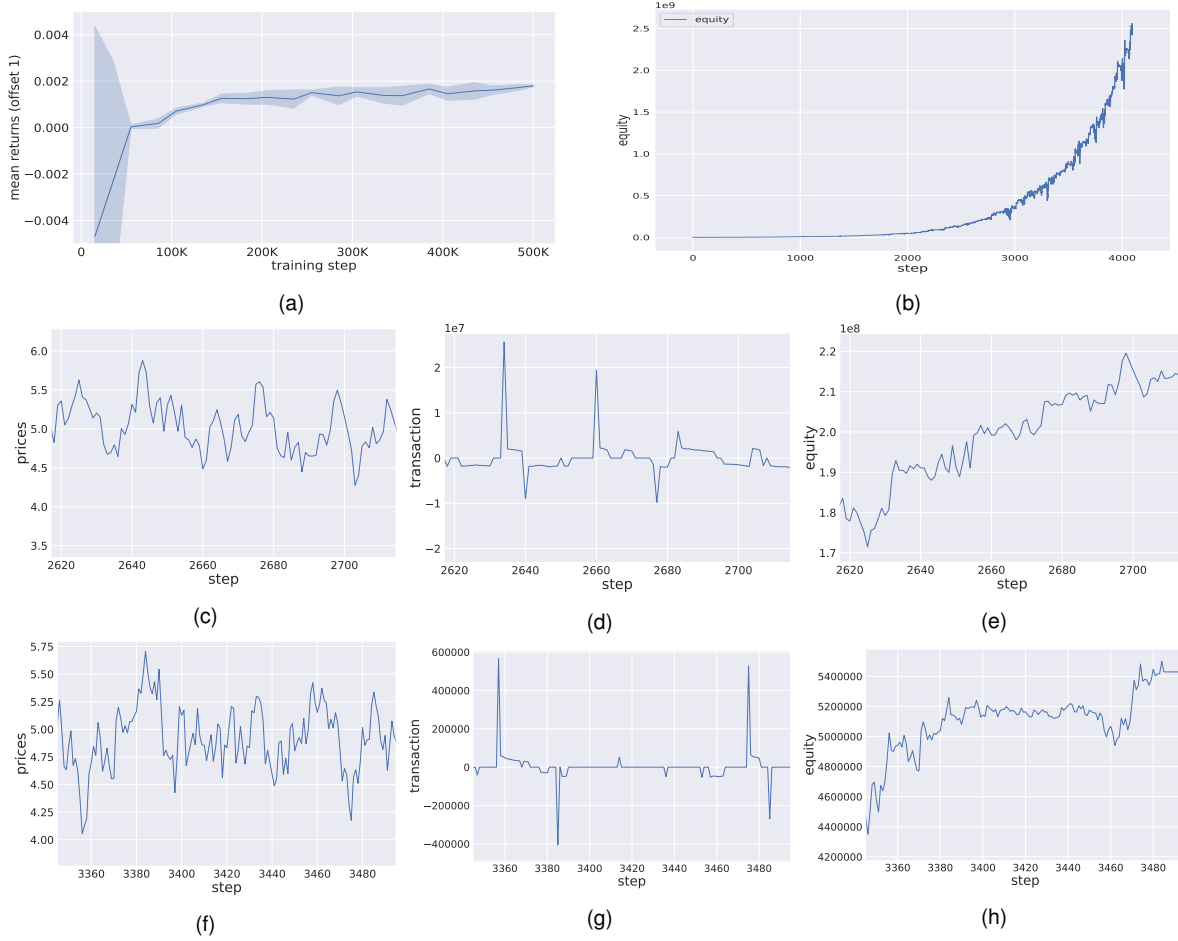 mean returns (offset 1)
0.004
0.002
0.000
−0.002
−0.004
0
100K
200K
300K
400K
500K
training step
(a)
1e9
equity
equity
2.5
2.0
1.5
1.0
0.5
0.0
0
1000
2000
3000
4000
step
(b)
prices
6.0
5.5
5.0
4.5
4.0
3.5
2620
2640
2660
2680
2700
step
(c)
1e7
transaction
2
1
0
−1
−2
2620
2640
2660
2680
2700
step
(d)
1e8
equity
2.2
2.1
2.0
1.9
1.8
1.7
2620
2640
2660
2680
2700
step
(e)
prices
5.75
5.50
5.25
5.00
4.75
4.50
4.25
4.00
3360
3380
3400
3420
3440
3460
3480
step
(f)
transaction
600000
400000
200000
0
−200000
−400000
3360
3380
3400
3420
3440
3460
3480
step
(g)
equity
5400000
5200000
5000000
4800000
4600000
4400000
4200000
3360
3380
3400
3420
3440
3460
3480
step
(h)